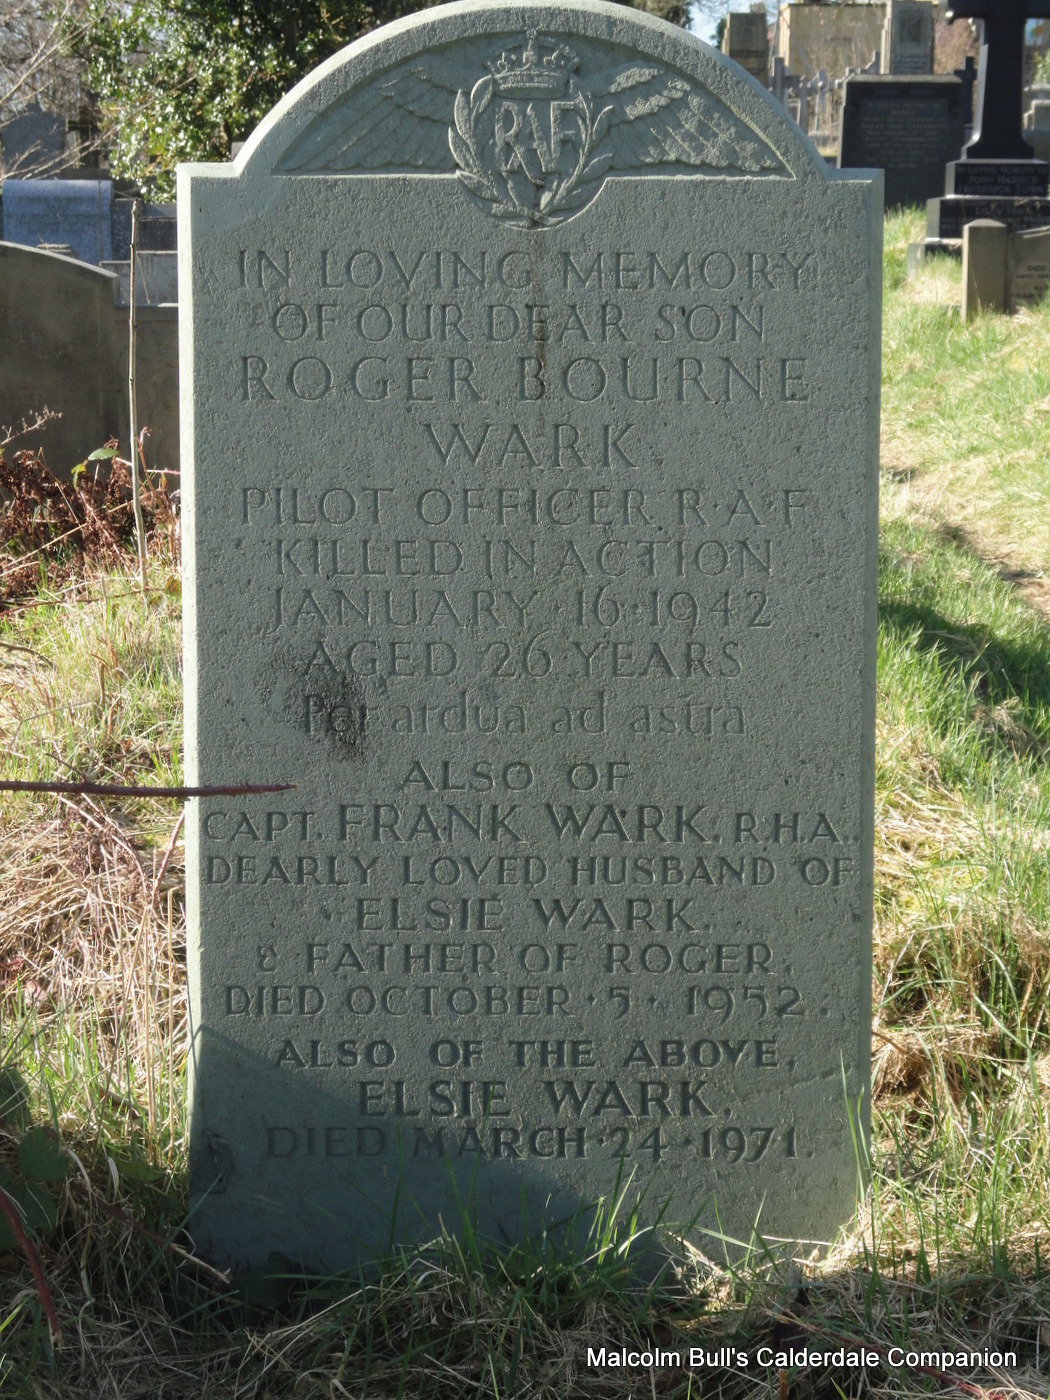 RAF
IN LOVING MEMORY
OF OUR DEAR SON
ROGER BOURNE
WARK
PILOT OFFICER R·A·F
KILLED IN ACTION
JANUARY·16·1942
AGED 26 YEARS
Per ardua ad astra
ALSO OF
CAPT. FRANK WARK, R.H.A.,
DEARLY LOVED HUSBAND OF
ELSIE WARK,
& FATHER OF ROGER,
DIED OCTOBER·5·1952.
ALSO OF THE ABOVE,
ELSIE WARK,
DIED MARCH·24·1971.
Malcolm Bull's Calderdale Companion